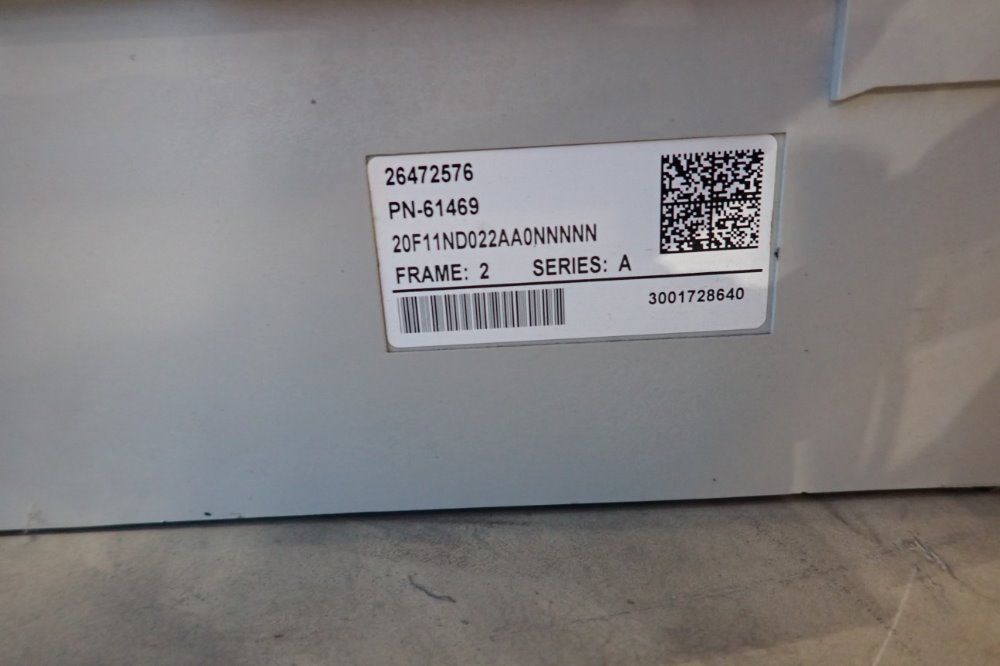 26472576
PN-61469
20F11ND022AA0NNNNN
FRAME: 2 SERIES: A
3001728640